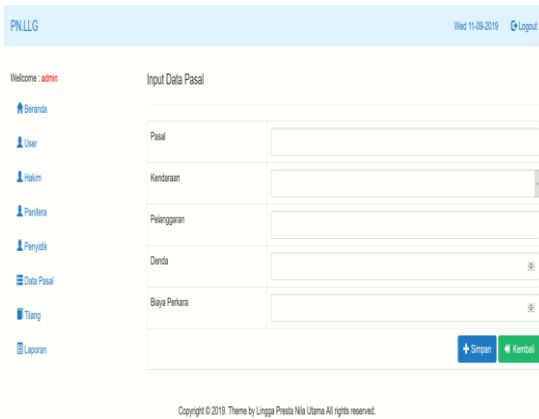 PN.LLG
Wed 11-09-2019 Logout
Wellcome : admin
Input Data Pasal
Beranda
User
Hakim
Panitera
Penyidik
Data Pasal
Tilang
Laporan
Pasal
Kendaraan
Pelanggaran
Denda
Biaya Perkara
Simpan
Kembali
Copyright © 2019. Theme by Lingga Presta Nila Utama All rights reserved.